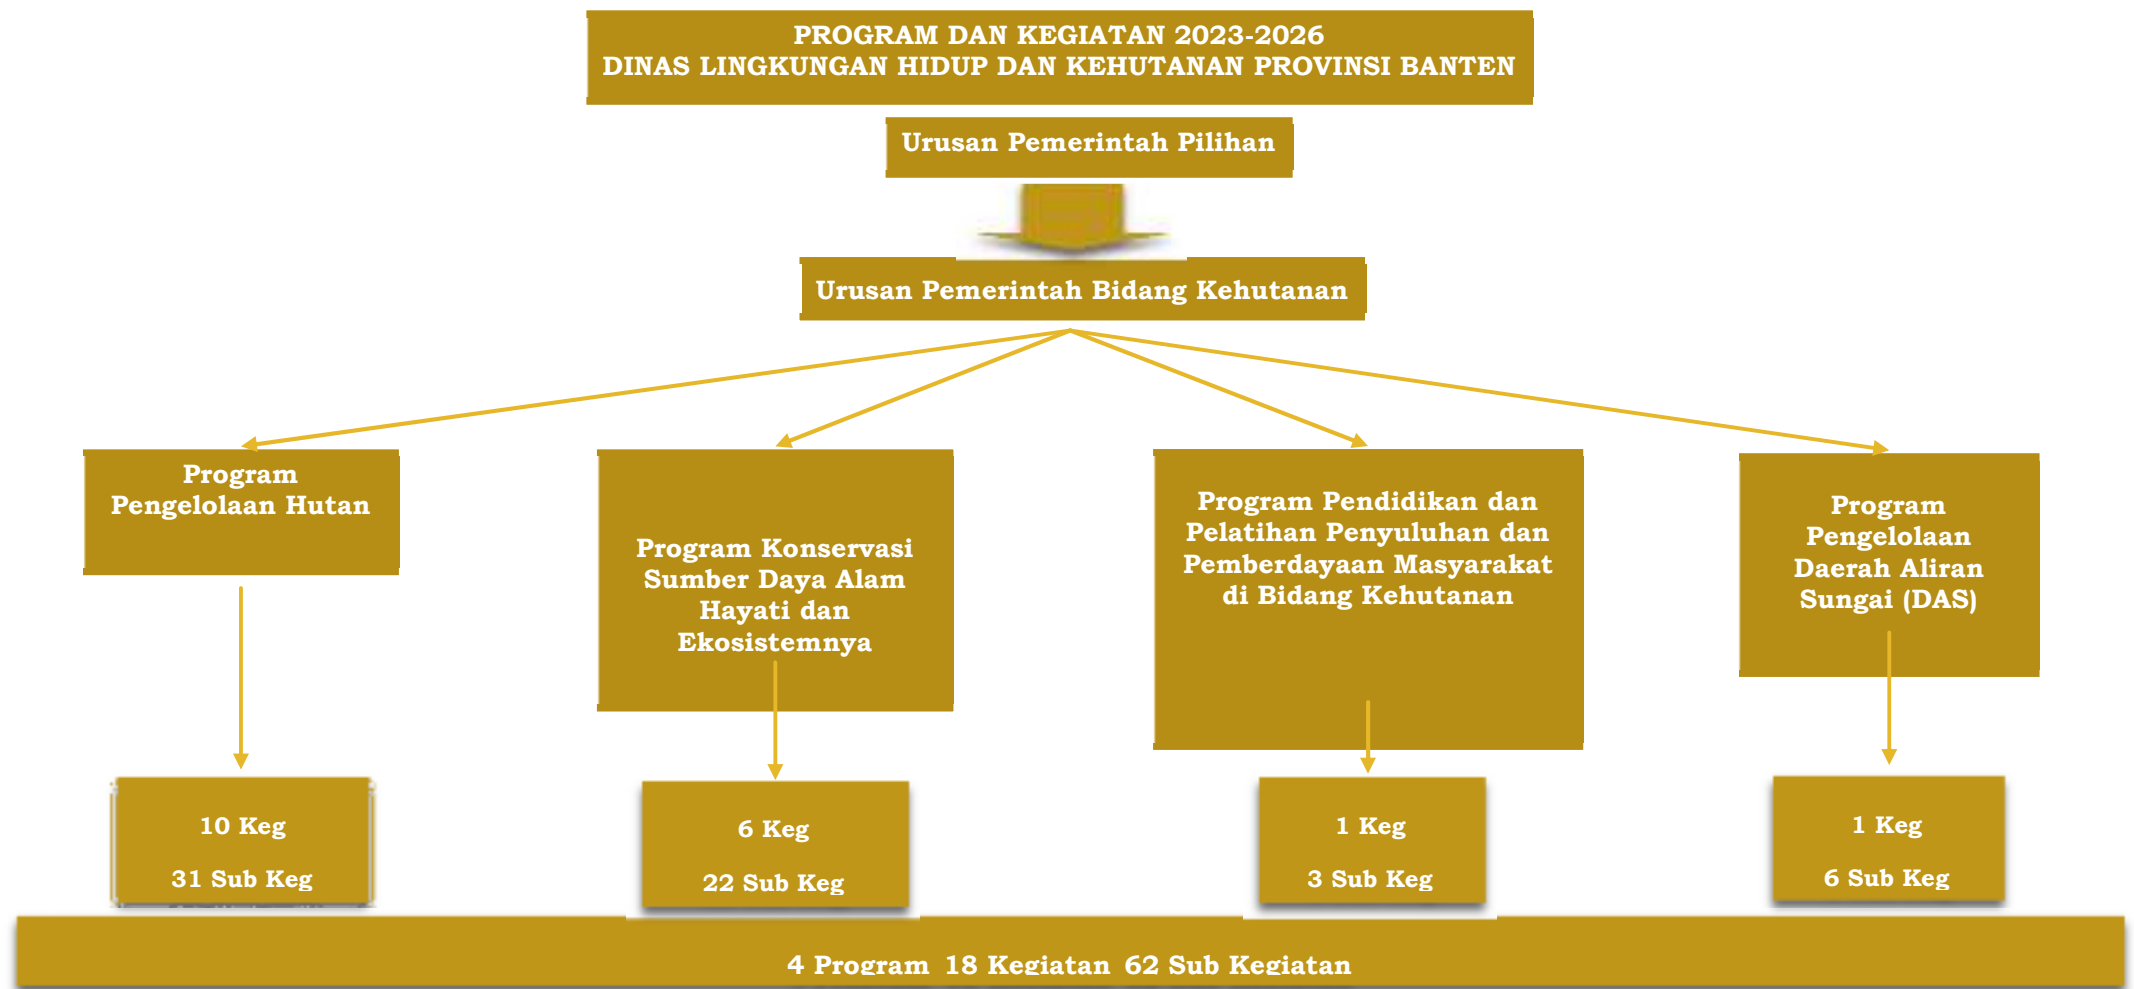 PROGRAM DAN KEGIATAN 2023-2026
DINAS LINGKUNGAN HIDUP DAN KEHUTANAN PROVINSI BANTEN
Urusan Pemerintah Pilihan
Urusan Pemerintah Bidang Kehutanan
Program
Pengelolaan Hutan
Program Konservasi
Sumber Daya Alam
Hayati dan
Ekosistemnya
Program Pendidikan dan
Pelatihan Penyuluhan dan
Pemberdayaan Masyarakat
di Bidang Kehutanan
Program
Pengelolaan
Daerah Aliran
Sungai (DAS)
10 Keg
31 Sub Keg
6 Keg
22 Sub Keg
1 Keg
3 Sub Keg
1 Keg
6 Sub Keg
4 Program 18 Kegiatan 62 Sub Kegiatan